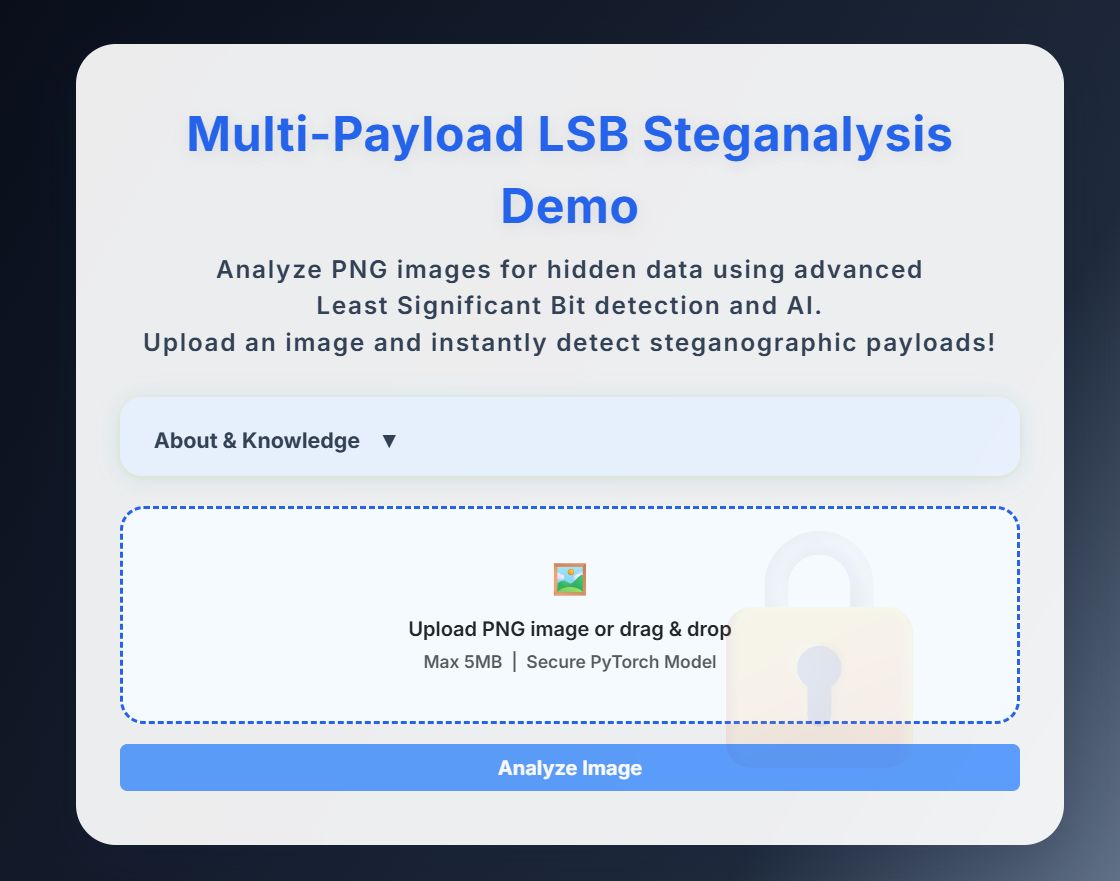 Multi-Payload LSB Steganalysis
Demo
Analyze PNG images for hidden data using advanced
Least Significant Bit detection and AI.
Upload an image and instantly detect steganographic payloads!
About & Knowledge ▼
Upload PNG image or drag & drop
Max 5MB | Secure PyTorch Model
Analyze Image